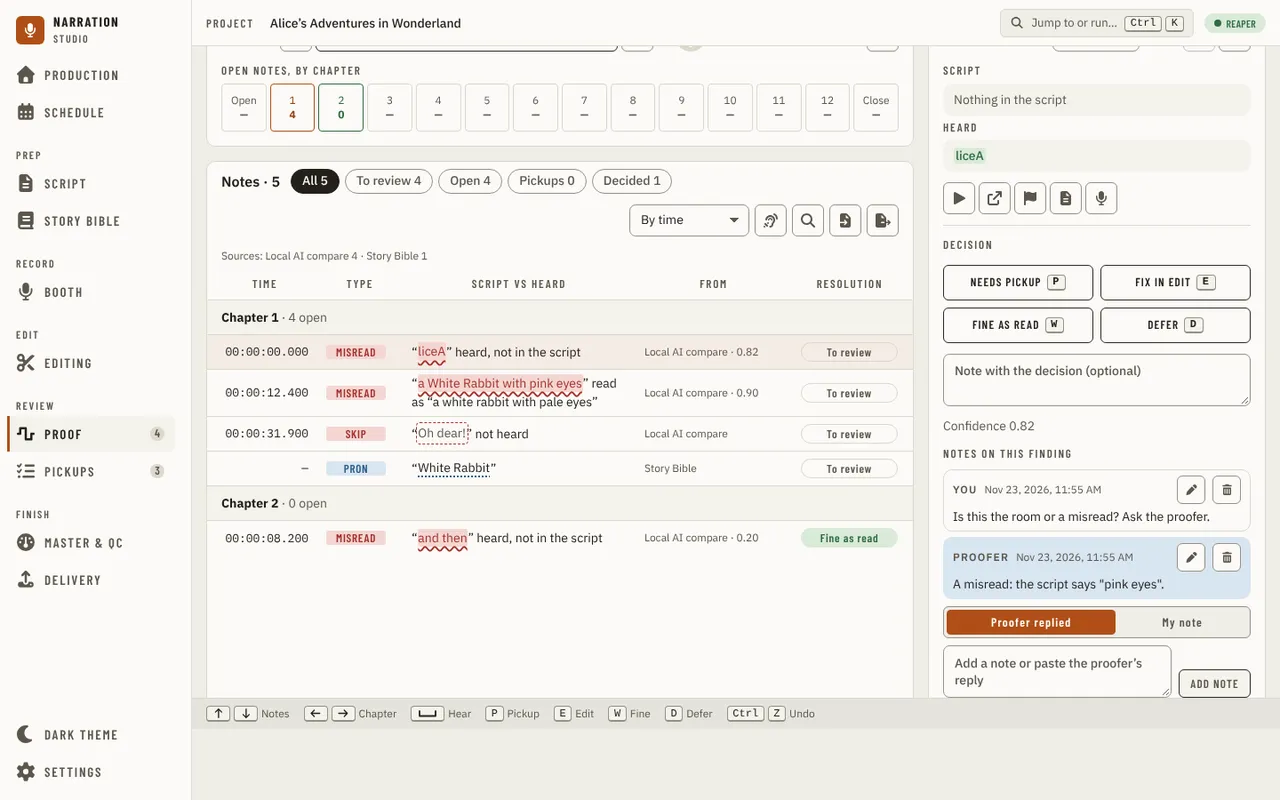 NARRATION
STUDIO
PRODUCTION
SCHEDULE
PREP
SCRIPT
STORY BIBLE
RECORD
BOOTH
EDIT
EDITING
REVIEW
PROOF 4
PICKUPS 3
FINISH
MASTER & QC
DELIVERY
DARK THEME
SETTINGS
PROJECT Alice’s Adventures in Wonderland
Jump to or run... Ctrl K
REAPER
OPEN NOTES, BY CHAPTER
Open 1 2 3 4 5 6 7 8 9 10 11 12 Close
– 4 0 – – – – – – – – – – –
Notes · 5 All 5 To review 4 Open 4 Pickups 0 Decided 1
By time
Sources: Local AI compare 4 · Story Bible 1
TIME TYPE SCRIPT VS HEARD FROM RESOLUTION
Chapter 1 · 4 open
00:00:00.000 MISREAD “liceA” heard, not in the script Local AI compare · 0.82 To review
00:00:12.400 MISREAD “a White Rabbit with pink eyes” read
as “a white rabbit with pale eyes” Local AI compare · 0.90 To review
00:00:31.900 SKIP “Oh dear!” not heard Local AI compare To review
– PRON “White Rabbit” Story Bible To review
Chapter 2 · 0 open
00:00:08.200 MISREAD “and then” heard, not in the script Local AI compare · 0.20 Fine as read
SCRIPT
Nothing in the script
HEARD
liceA
DECISION
NEEDS PICKUP P FIX IN EDIT E
FINE AS READ W DEFER D
Note with the decision (optional)
Confidence 0.82
NOTES ON THIS FINDING
YOU Nov 23, 2026, 11:55 AM
Is this the room or a misread? Ask the proofer.
PROOFER Nov 23, 2026, 11:55 AM
A misread: the script says "pink eyes".
Proofer replied My note
Add a note or paste the proofer’s
reply
ADD NOTE
↑ ↓ Notes ← → Chapter Hear P Pickup E Edit W Fine D Defer Ctrl Z Undo